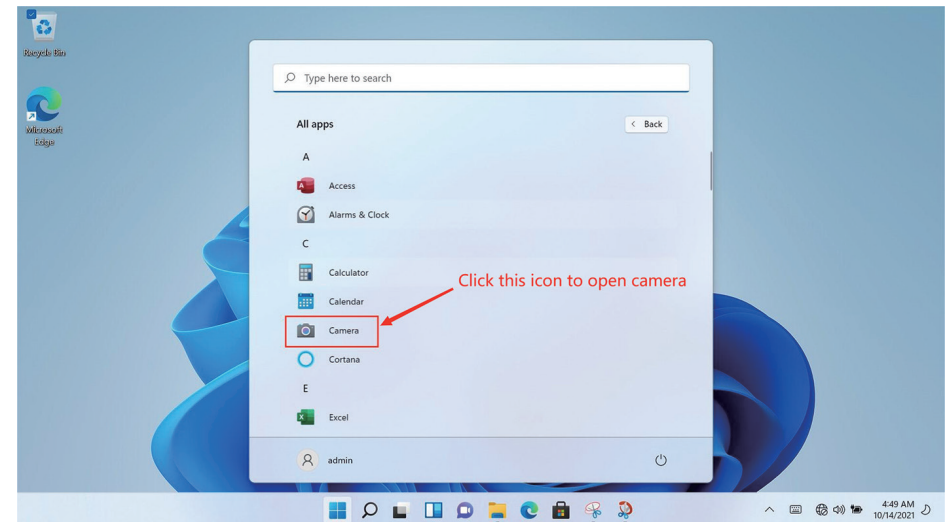 Recycle Bin
Microsoft
Edge
Type here to search
All apps
< Back
A
Access
Alarms & Clock
C
Calculator
Calendar
Click this icon to open camera
Camera
Cortana
E
Excel
admin
4:49 AM
10/14/2021